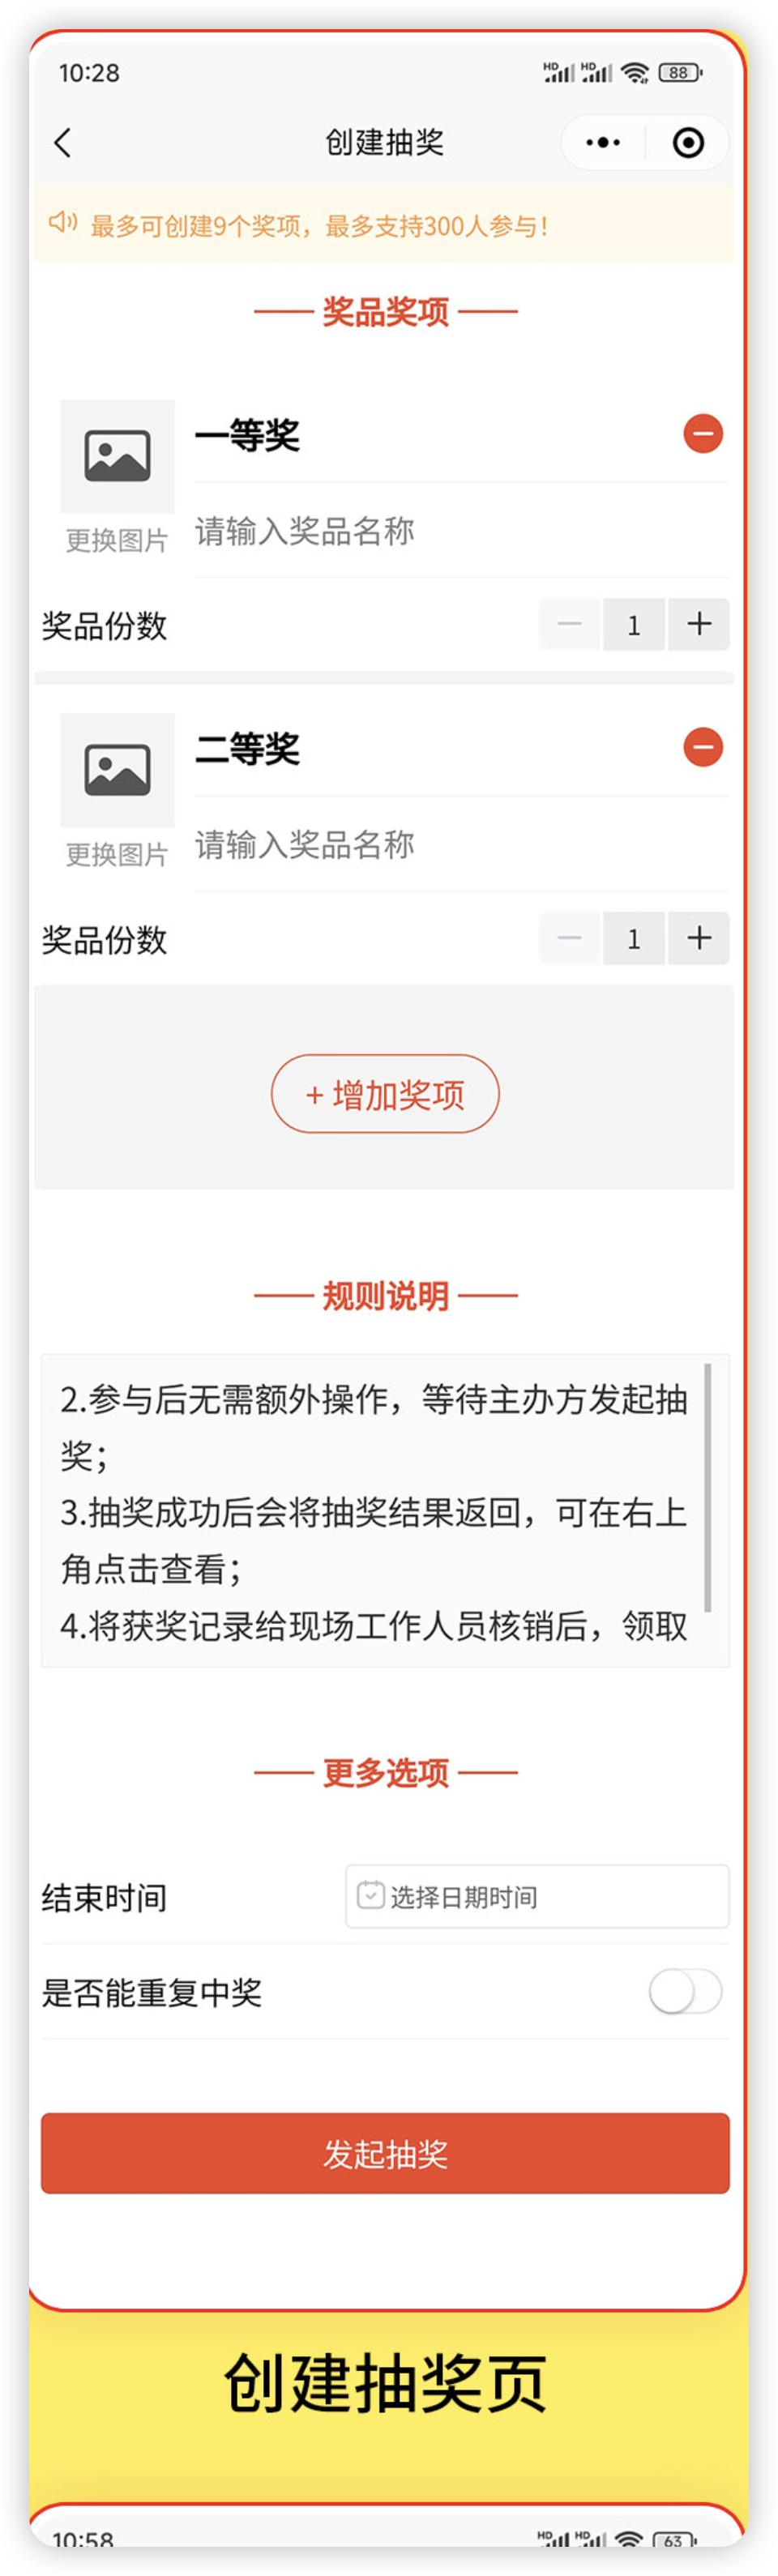 10:28
HD HD 88
创建抽奖
最多可创建9个奖项，最多支持300人参与！
奖品奖项
一等奖
请输入奖品名称
更换图片
奖品份数
1
二等奖
请输入奖品名称
更换图片
奖品份数
1
+ 增加奖项
规则说明
2.参与后无需额外操作，等待主办方发起抽
奖；
3.抽奖成功后会将抽奖结果返回，可在右上
角点击查看；
4.将获奖记录给现场工作人员核销后，领取
更多选项
结束时间
选择日期时间
是否能重复中奖
发起抽奖
创建抽奖页
10:58
HD HD 63